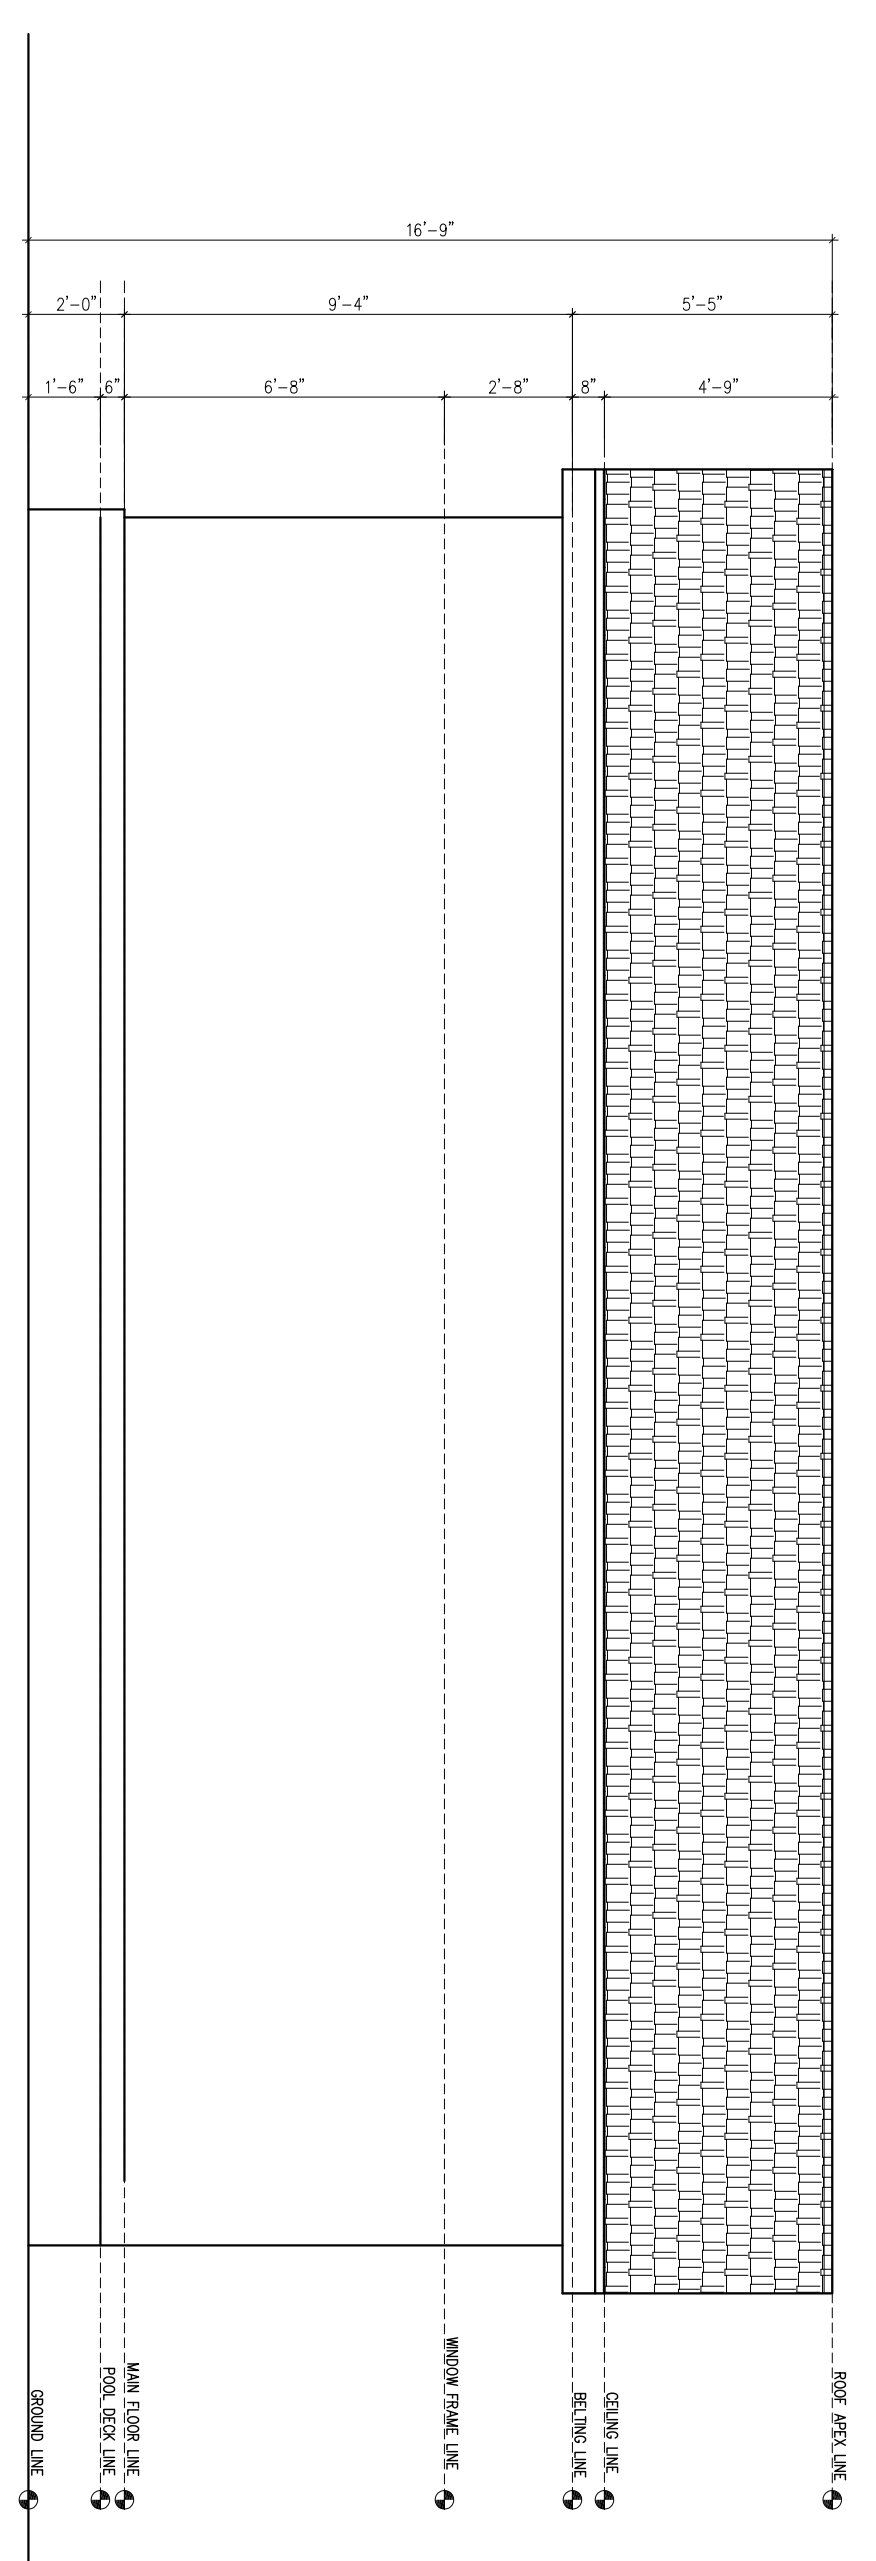 16'-9"
2'-0"
9'-4"
5'-5"
1'-6"
6"
6'-8"
2'-8"
8"
4'-9"
GROUND LINE
POOL DECK LINE
MAIN FLOOR LINE
WINDOW FRAME LINE
BELTING LINE
CEILING LINE
ROOF APEX LINE